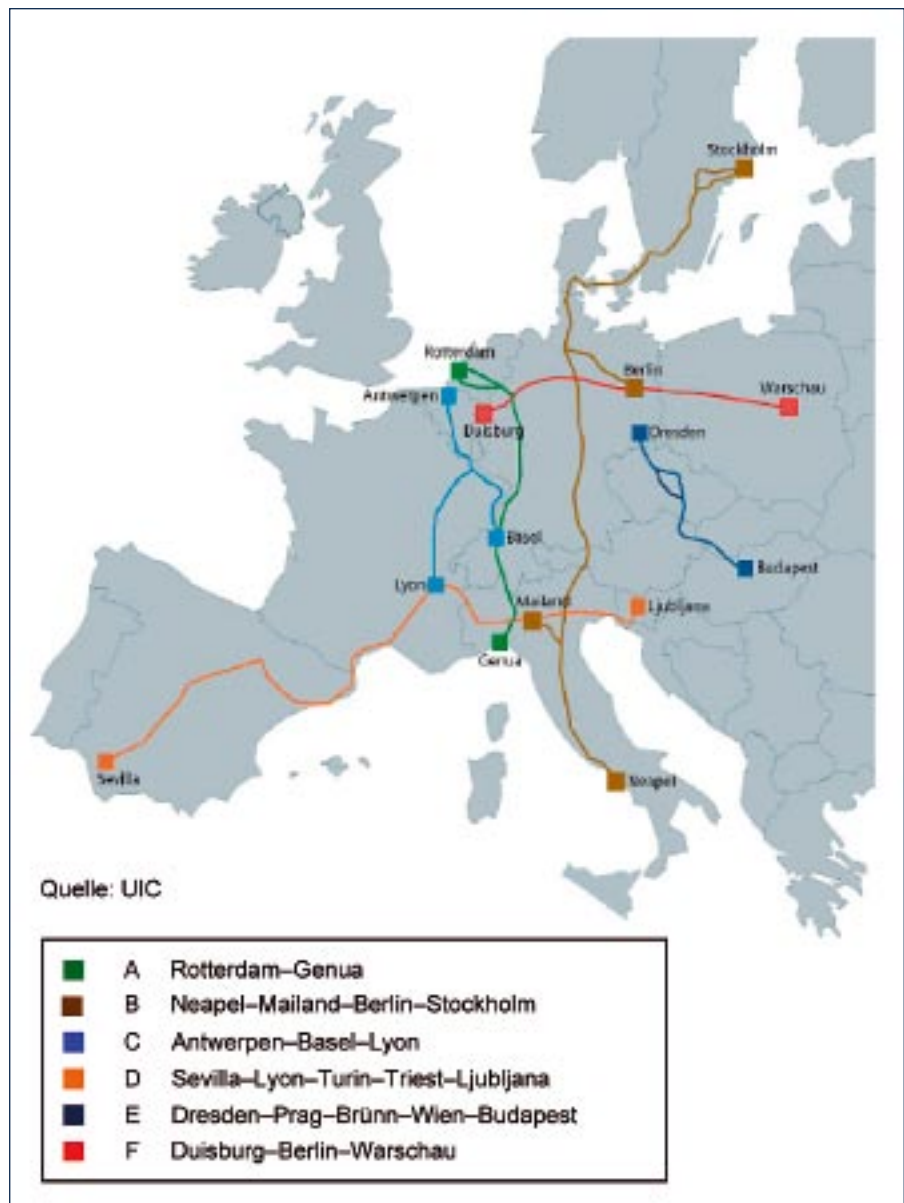 Stockholm
Rotterdam
Berlin
Antwerpen
Warschau
Duisburg
Dresden
Basel
Budapest
Lyon
Mailand
Ljubljana
Genua
Sevilla
Neapel
Quelle: UIC
A Rotterdam–Genua
B Neapel–Mailand–Berlin–Stockholm
C Antwerpen–Basel–Lyon
D Sevilla–Lyon–Turin–Triest–Ljubljana
E Dresden–Prag–Brünn–Wien–Budapest
F Duisburg–Berlin–Warschau